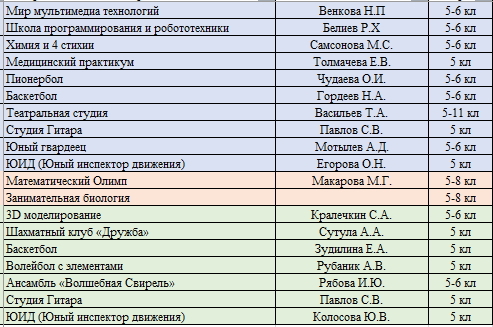 Мир мультимедиа технологий Венкова Н.П 5-6 кл
Школа программирования и робототехники Белиев Р.Х 5-6 кл
Химия и 4 стихии Самсонова М.С. 5-6 кл
Медицинский практикум Толмачева Е.В. 5 кл
Пионербол Чудаева О.И. 5-6 кл
Баскетбол Гордеев Н.А. 5-6 кл
Театральная студия Васильев Т.А. 5-11 кл
Студия Гитара Павлов С.В. 5 кл
Юный гвардеец Мотылев А.Д. 5-6 кл
ЮИД (Юный инспектор движения) Егорова О.Н. 5 кл
Математический Олимп Макарова М.Г. 5-8 кл
Занимательная биология 5-8 кл
3D моделирование Кралечкин С.А. 5-6 кл
Шахматный клуб «Дружба» Сутула А.А. 5 кл
Баскетбол Зудилина Е.А. 5 кл
Волейбол с элементами Рубаник А.В. 5 кл
Ансамбль «Волшебная Свирель» Рябова И.Ю. 5-6 кл
Студия Гитара Павлов С.В. 5 кл
ЮИД (Юный инспектор движения) Колосова Ю.В. 5 кл